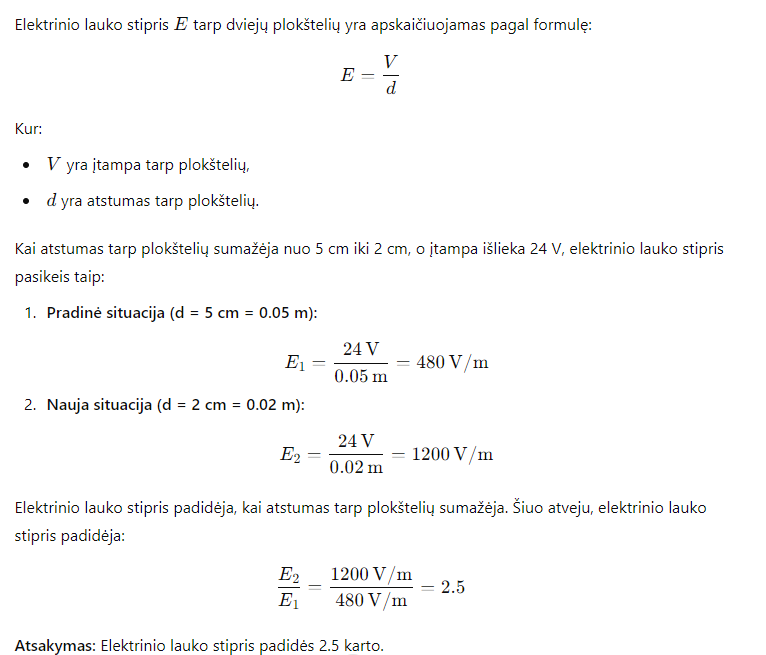 Elektrinio lauko stipris E tarp dviejų plokštelių yra apskaičiuojamas pagal formulę:
E = V/d
Kur:
• V yra įtampa tarp plokštelių,
• d yra atstumas tarp plokštelių.
Kai atstumas tarp plokštelių sumažėja nuo 5 cm iki 2 cm, o įtampa išlieka 24 V, elektrinio lauko stipris
pasikeis taip:
1. Pradinė situacija (d = 5 cm = 0.05 m):
E₁ = 24 V / 0.05 m = 480 V/m
2. Nauja situacija (d = 2 cm = 0.02 m):
E₂ = 24 V / 0.02 m = 1200 V/m
Elektrinio lauko stipris padidėja, kai atstumas tarp plokštelių sumažėja. Šiuo atveju, elektrinio lauko
stipris padidėja:
E₂/E₁ = 1200 V/m / 480 V/m = 2.5
Atsakymas: Elektrinio lauko stipris padidės 2.5 karto.